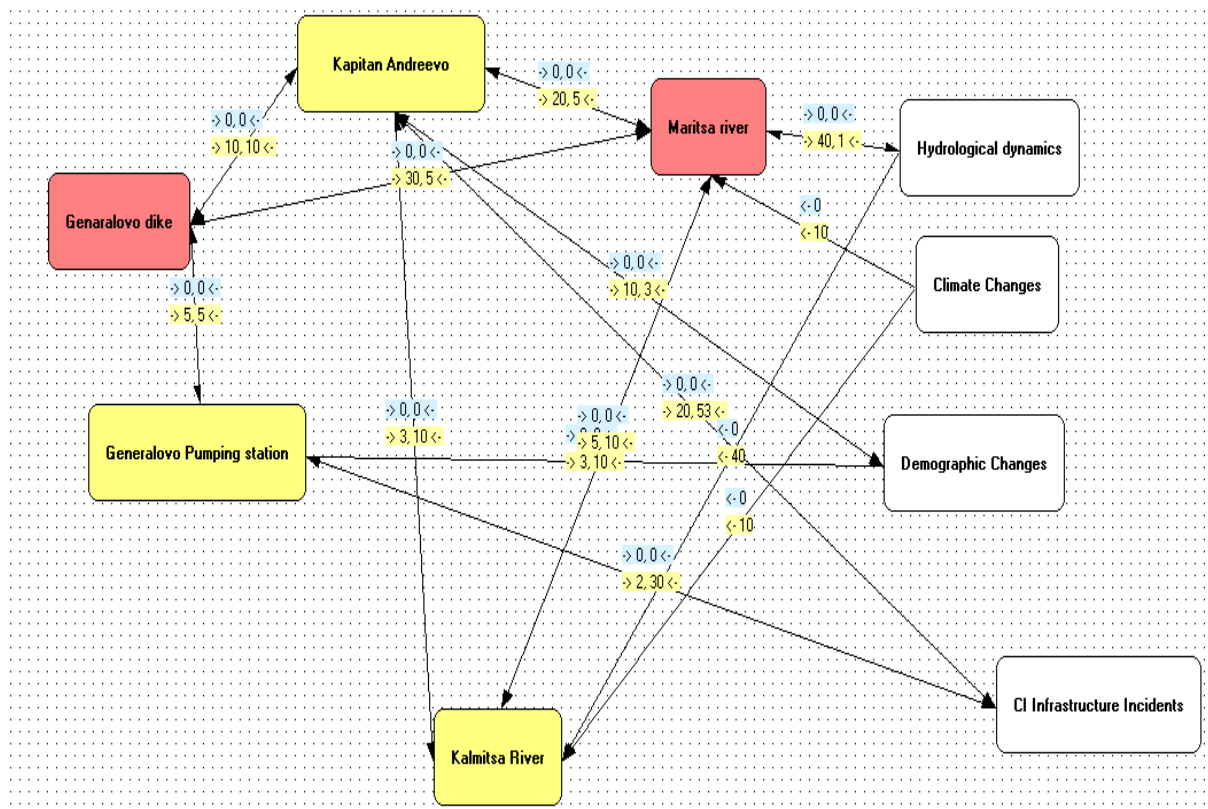 Kapitan Andreevo
-> 0, 0 <-
-> 20, 5 <-
Maritsa river
-> 0, 0 <-
-> 40, 1 <-
Hydrological dynamics
-> 0, 0 <-
-> 10, 10 <-
-> 0, 0 <-
-> 30, 5 <-
Genaralovo dike
<- 0
<- 10
Climate Changes
-> 0, 0 <-
-> 5, 5 <-
-> 0, 0 <-
-> 10, 3 <-
-> 0, 0 <-
-> 20, 53 <-
-> 0, 0 <-
-> 3, 10 <-
-> 0, 0 <-
-> 5, 10 <-
-> 3, 10 <-
<- 0
<- 40
Generalovo Pumping station
Demographic Changes
<- 0
<- 10
-> 0, 0 <-
-> 2, 30 <-
CI Infrastructure Incidents
Kalmitsa River